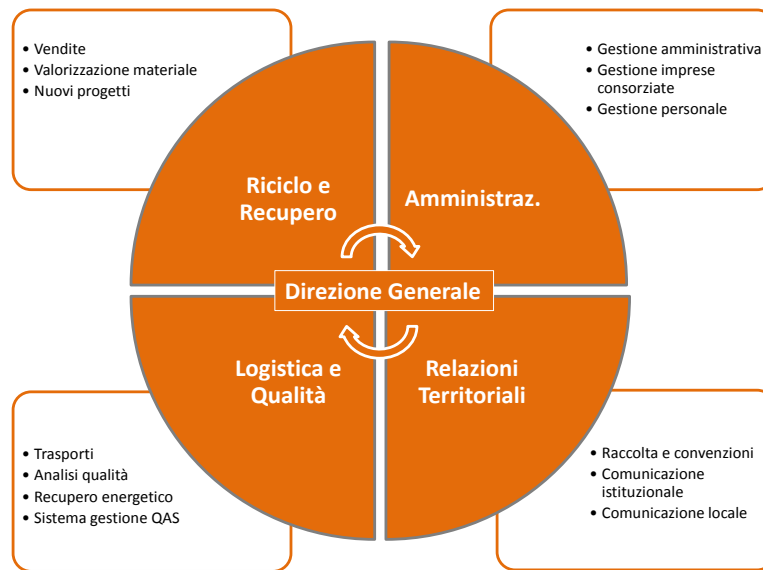 • Vendite
• Valorizzazione materiale
• Nuovi progetti
• Gestione amministrativa
• Gestione imprese
consorziate
• Gestione personale
Riciclo e
Recupero
Amministraz.
Direzione Generale
Logistica e
Qualità
Relazioni
Territoriali
• Trasporti
• Analisi qualità
• Recupero energetico
• Sistema gestione QAS
• Raccolta e convenzioni
• Comunicazione
istituzionale
• Comunicazione locale